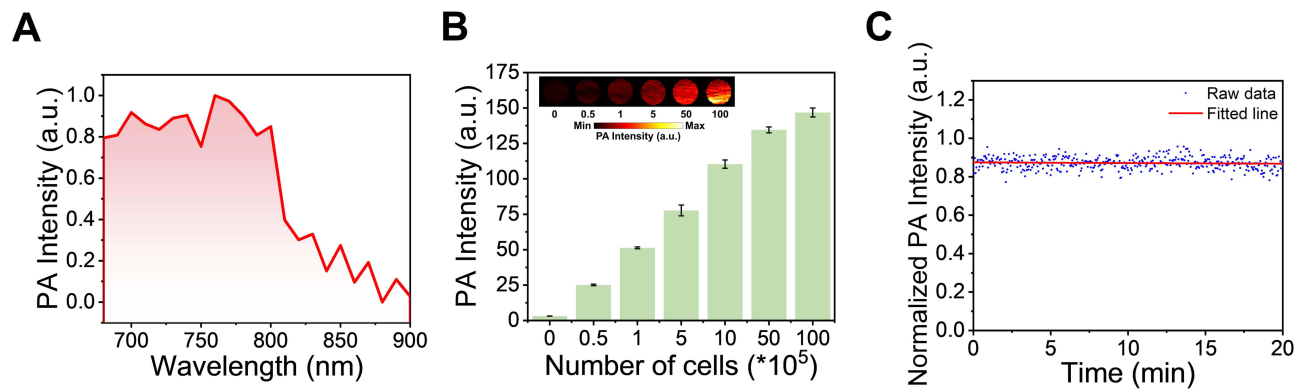 A
PA Intensity (a.u.)
1.0
0.8
0.6
0.4
0.2
0.0
700 750 800 850 900
Wavelength (nm)
B
PA Intensity (a.u.)
175
150
125
100
75
50
25
0
0 0.5 1 5 50 100
Min Max
PA Intensity (a.u.)
0 0.5 1 5 10 50 100
Number of cells (*10⁵)
C
Normalized PA Intensity (a.u.)
1.2
1.0
0.8
0.6
0.4
0.2
0.0
Raw data
Fitted line
0 5 10 15 20
Time (min)